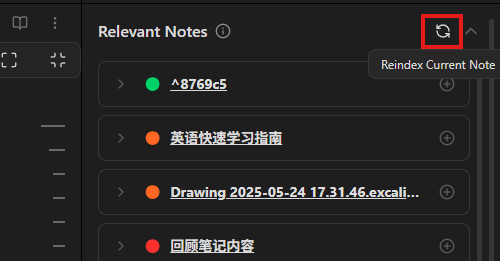 Relevant Notes
Reindex Current Note
^8769c5
英语快速学习指南
Drawing 2025-05-24 17.31.46.excali...
回顾笔记内容